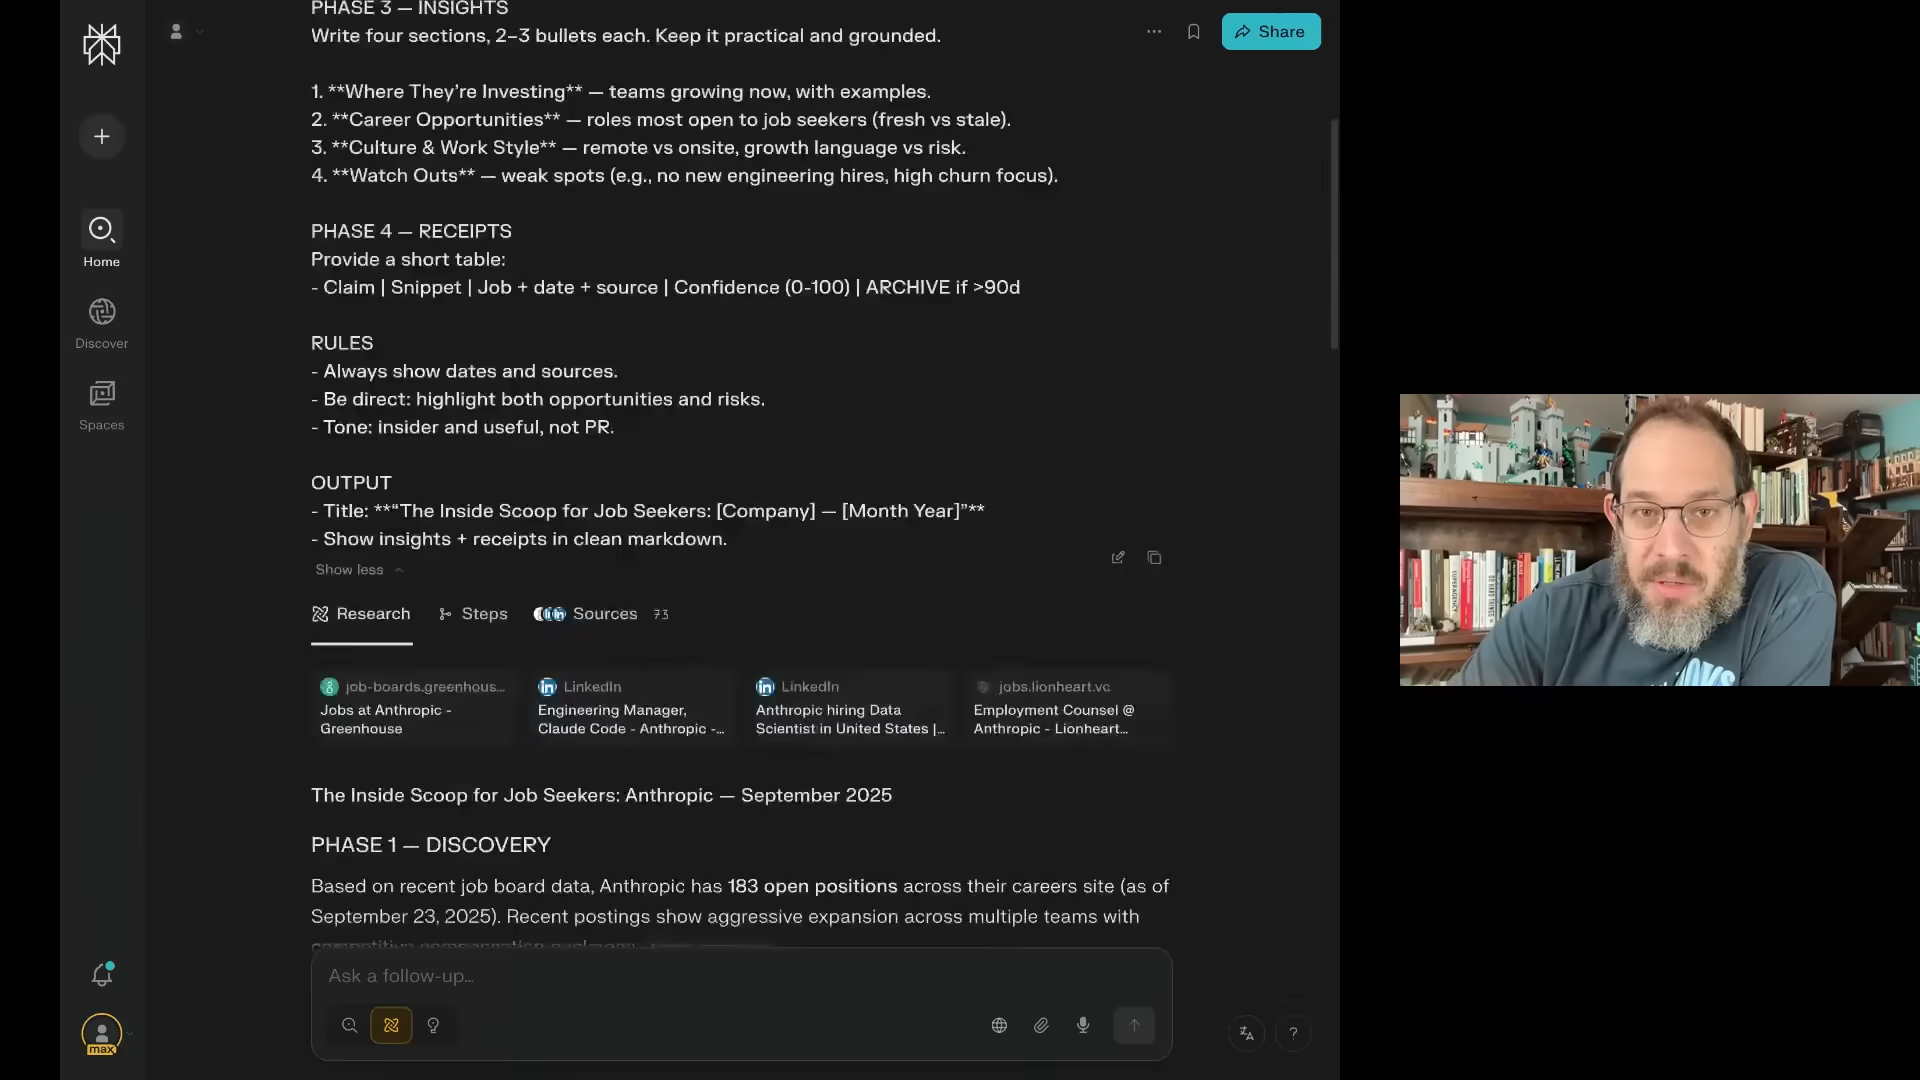 PHASE 3 — INSIGHTS
Write four sections, 2–3 bullets each. Keep it practical and grounded.
1. **Where They're Investing** — teams growing now, with examples.
2. **Career Opportunities** — roles most open to job seekers (fresh vs stale).
3. **Culture & Work Style** — remote vs onsite, growth language vs risk.
4. **Watch Outs** — weak spots (e.g., no new engineering hires, high churn focus).
PHASE 4 — RECEIPTS
Provide a short table:
- Claim | Snippet | Job + date + source | Confidence (0-100) | ARCHIVE if >90d
RULES
- Always show dates and sources.
- Be direct: highlight both opportunities and risks.
- Tone: insider and useful, not PR.
OUTPUT
- Title: **"The Inside Scoop for Job Seekers: [Company] — [Month Year]"**
- Show insights + receipts in clean markdown.
Show less
Share
Home
Discover
Spaces
max
Research
Steps
Sources 73
job-boards.greenhous...
Jobs at Anthropic -
Greenhouse
LinkedIn
Engineering Manager,
Claude Code - Anthropic -...
LinkedIn
Anthropic hiring Data
Scientist in United States |...
jobs.lionheart.vc
Employment Counsel @
Anthropic - Lionheart...
The Inside Scoop for Job Seekers: Anthropic — September 2025
PHASE 1 — DISCOVERY
Based on recent job board data, Anthropic has 183 open positions across their careers site (as of
September 23, 2025). Recent postings show aggressive expansion across multiple teams with
Ask a follow-up...
?